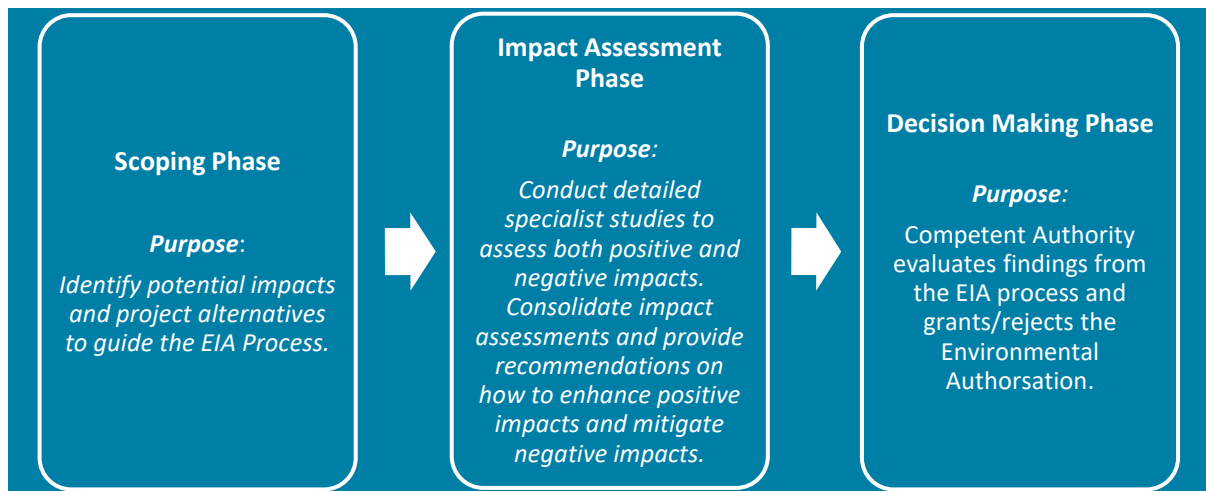 Scoping Phase
Purpose:
Identify potential impacts
and project alternatives
to guide the EIA Process.
Impact Assessment
Phase
Purpose:
Conduct detailed
specialist studies to
assess both positive and
negative impacts.
Consolidate impact
assessments and provide
recommendations on
how to enhance positive
impacts and mitigate
negative impacts.
Decision Making Phase
Purpose:
Competent Authority
evaluates findings from
the EIA process and
grants/rejects the
Environmental
Authorsation.